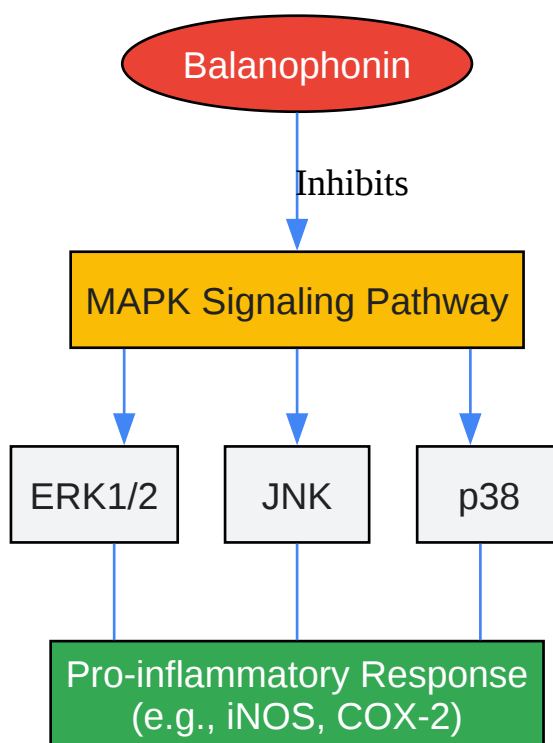 Balanophonin
Inhibits
MAPK Signaling Pathway
ERK1/2 JNK p38
Pro-inflammatory Response
(e.g., iNOS, COX-2)